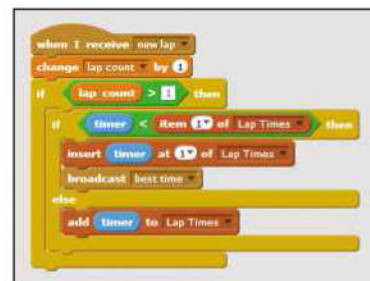 when I receive new lap
change lap count by 1
if lap count > 1 then
if timer < item 1 of Lap Times then
insert timer at 1 of Lap Times
broadcast best time
else
add timer to Lap Times